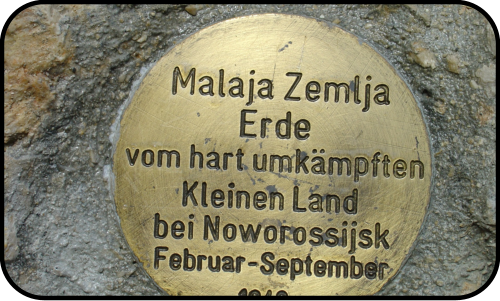 Malaja Zemlja
Erde
vom hart umkämpften
Kleinen Land
bei Noworossijsk
Februar-September